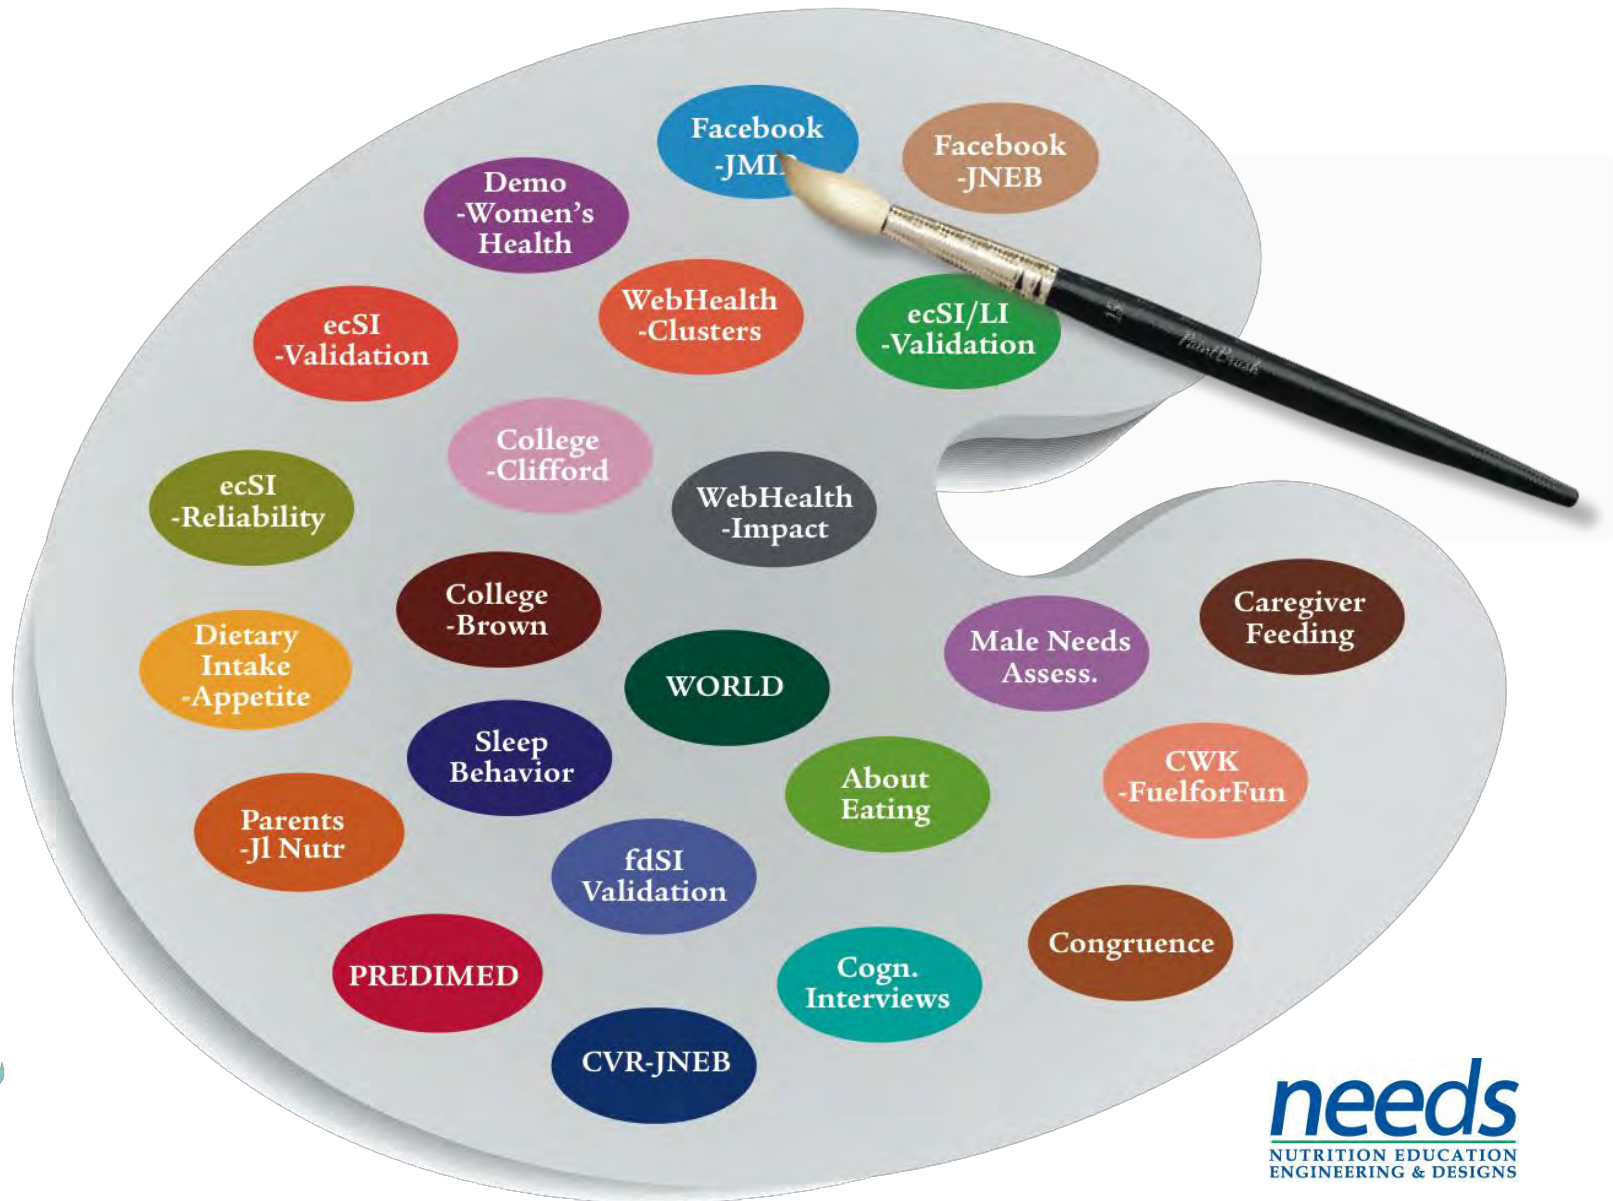 Facebook
-JMIR
Facebook
-JNEB
Demo
-Women's
Health
WebHealth
-Clusters
ecSI/LI
-Validation
ecSI
-Validation
College
-Clifford
WebHealth
-Impact
ecSI
-Reliability
College
-Brown
Caregiver
Feeding
Male Needs
Assess.
Dietary
Intake
-Appetite
WORLD
Sleep
Behavior
About
Eating
CWK
-FuelforFun
Parents
-Jl Nutr
fdSI
Validation
Congruence
PREDIMED
Cogn.
Interviews
CVR-JNEB
PaintBrush
needs
NUTRITION EDUCATION
ENGINEERING & DESIGNS